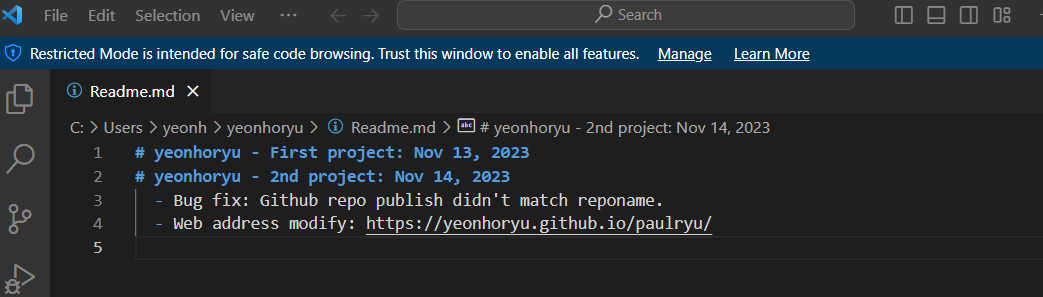 File Edit Selection View ··· Search
Restricted Mode is intended for safe code browsing. Trust this window to enable all features. Manage Learn More
Readme.md
C: > Users > yeonh > yeonhoryu > Readme.md > # yeonhoryu - 2nd project: Nov 14, 2023
1 # yeonhoryu - First project: Nov 13, 2023
2 # yeonhoryu - 2nd project: Nov 14, 2023
3 - Bug fix: Github repo publish didn't match reponame.
4 - Web address modify: https://yeonhoryu.github.io/paulryu/
5